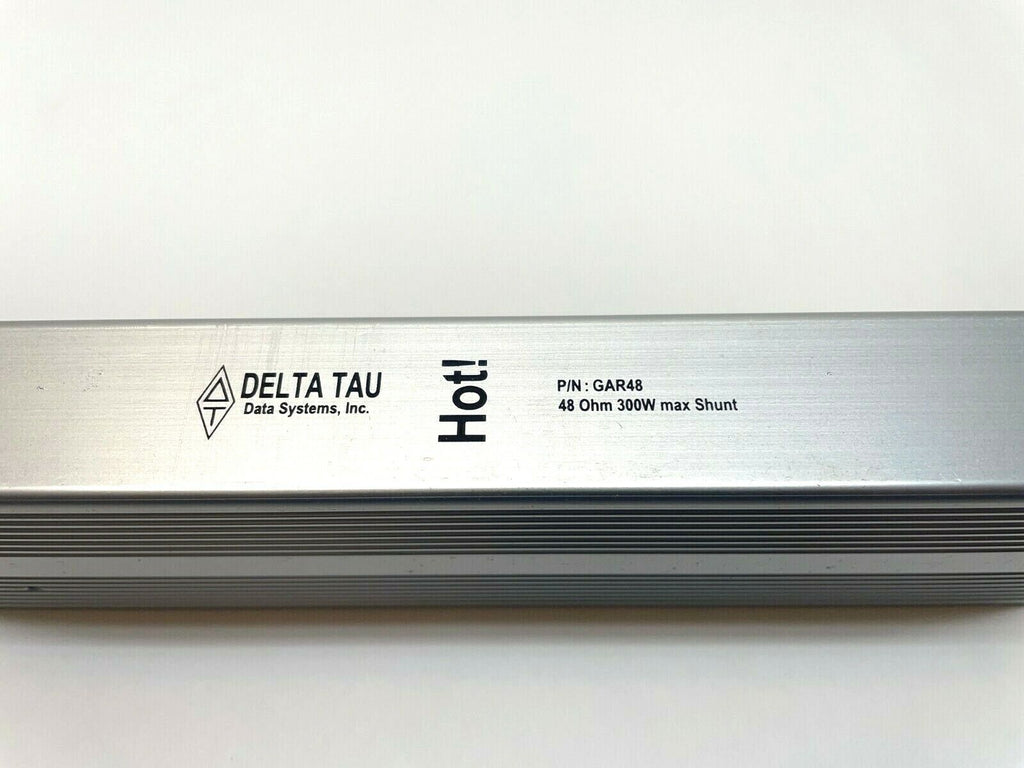 DELTA TAU
Data Systems, Inc.
Hot!
P/N : GAR48
48 Ohm 300W max Shunt